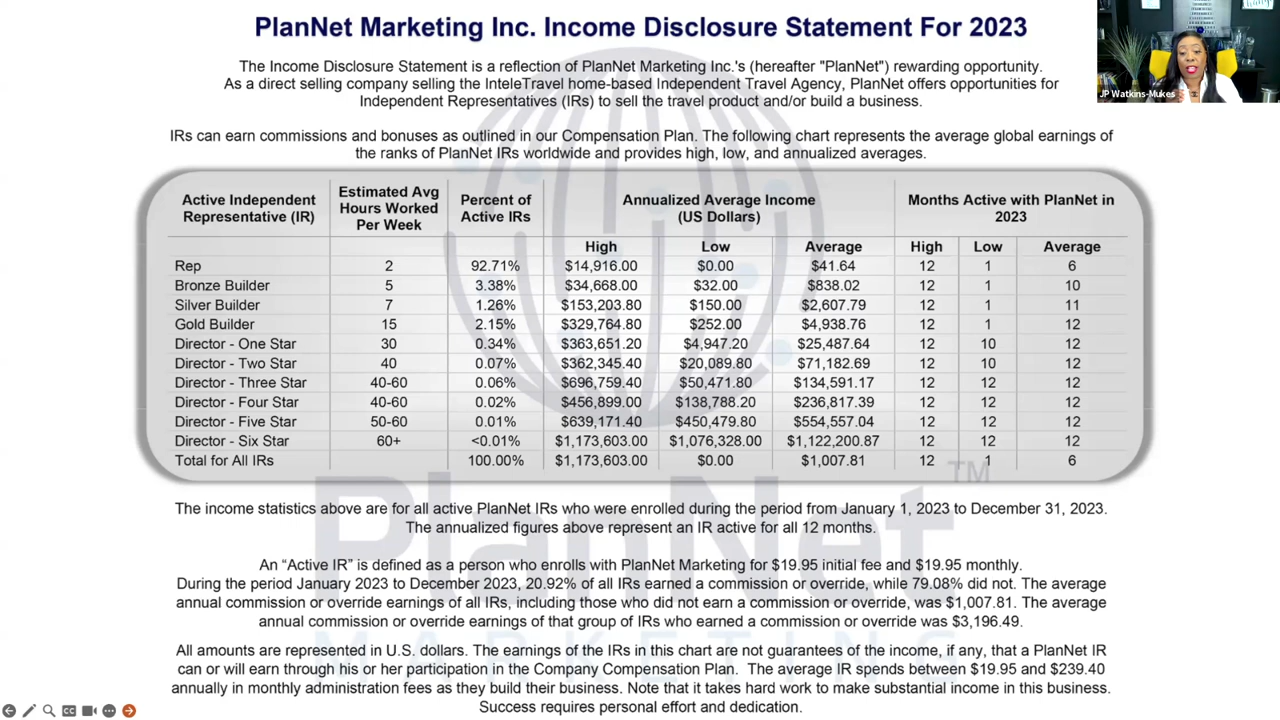 PlanNet Marketing Inc. Income Disclosure Statement For 2023
The Income Disclosure Statement is a reflection of PlanNet Marketing Inc.'s (hereafter "PlanNet") rewarding opportunity.
As a direct selling company selling the InteleTravel home-based Independent Travel Agency, PlanNet offers opportunities for
Independent Representatives (IRs) to sell the travel product and/or build a business.
IRs can earn commissions and bonuses as outlined in our Compensation Plan. The following chart represents the average global earnings of
the ranks of PlanNet IRs worldwide and provides high, low, and annualized averages.
Active Independent Representative (IR) Estimated Avg Hours Worked Per Week Percent of Active IRs Annualized Average Income (US Dollars) Months Active with PlanNet in 2023
High Low Average High Low Average
Rep 2 92.71% $14,916.00 $0.00 $41.64 12 1 6
Bronze Builder 5 3.38% $34,668.00 $32.00 $838.02 12 1 10
Silver Builder 7 1.26% $153,203.80 $150.00 $2,607.79 12 1 11
Gold Builder 15 2.15% $329,764.80 $252.00 $4,938.76 12 1 12
Director - One Star 30 0.34% $363,651.20 $4,947.20 $25,487.64 12 10 12
Director - Two Star 40 0.07% $362,345.40 $20,089.80 $71,182.69 12 10 12
Director - Three Star 40-60 0.06% $696,759.40 $50,471.80 $134,591.17 12 12 12
Director - Four Star 40-60 0.02% $456,899.00 $138,788.20 $236,817.39 12 12 12
Director - Five Star 50-60 0.01% $639,171.40 $450,479.80 $554,557.04 12 12 12
Director - Six Star 60+ <0.01% $1,173,603.00 $1,076,328.00 $1,122,200.87 12 12 12
Total for All IRs 100.00% $1,173,603.00 $0.00 $1,007.81 12 1 6
The income statistics above are for all active PlanNet IRs who were enrolled during the period from January 1, 2023 to December 31, 2023.
The annualized figures above represent an IR active for all 12 months.
An “Active IR” is defined as a person who enrolls with PlanNet Marketing for $19.95 initial fee and $19.95 monthly.
During the period January 2023 to December 2023, 20.92% of all IRs earned a commission or override, while 79.08% did not. The average
annual commission or override earnings of all IRs, including those who did not earn a commission or override, was $1,007.81. The average
annual commission or override earnings of that group of IRs who earned a commission or override was $3,196.49.
All amounts are represented in U.S. dollars. The earnings of the IRs in this chart are not guarantees of the income, if any, that a PlanNet IR
can or will earn through his or her participation in the Company Compensation Plan. The average IR spends between $19.95 and $239.40
annually in monthly administration fees as they build their business. Note that it takes hard work to make substantial income in this business.
Success requires personal effort and dedication.
PlanNet TM
MARKETING
JP Watkins-Mukes